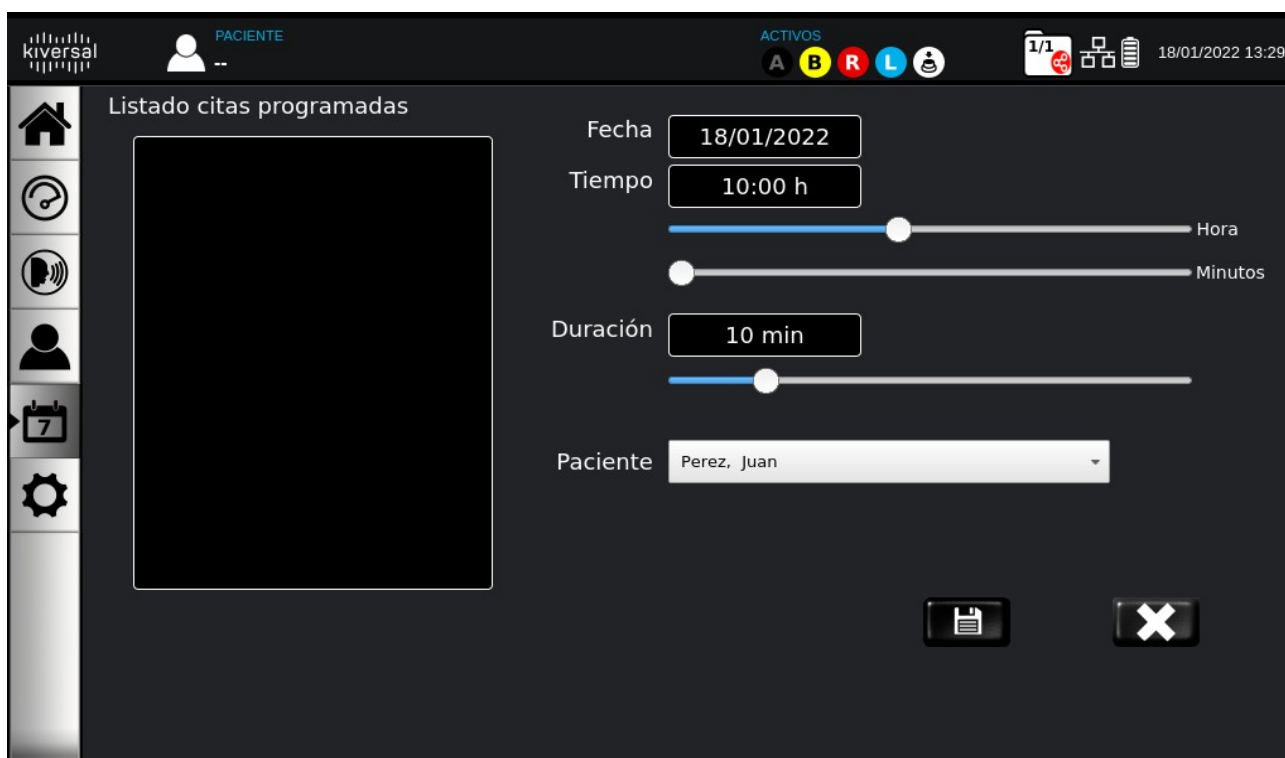 kiversal
PACIENTE
--
ACTIVOS
A B R L
1/1
18/01/2022 13:29
Listado citas programadas
Fecha 18/01/2022
Tiempo 10:00 h
Hora
Minutos
Duración 10 min
7
Paciente Perez, Juan